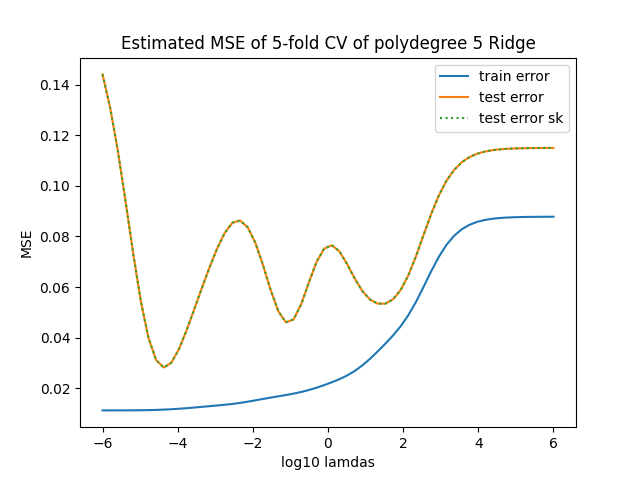 Estimated MSE of 5-fold CV of polydegree 5 Ridge
train error
test error
test error sk
0.14
0.12
0.10
0.08
0.06
0.04
0.02
MSE
−6 −4 −2 0 2 4 6
log10 lamdas